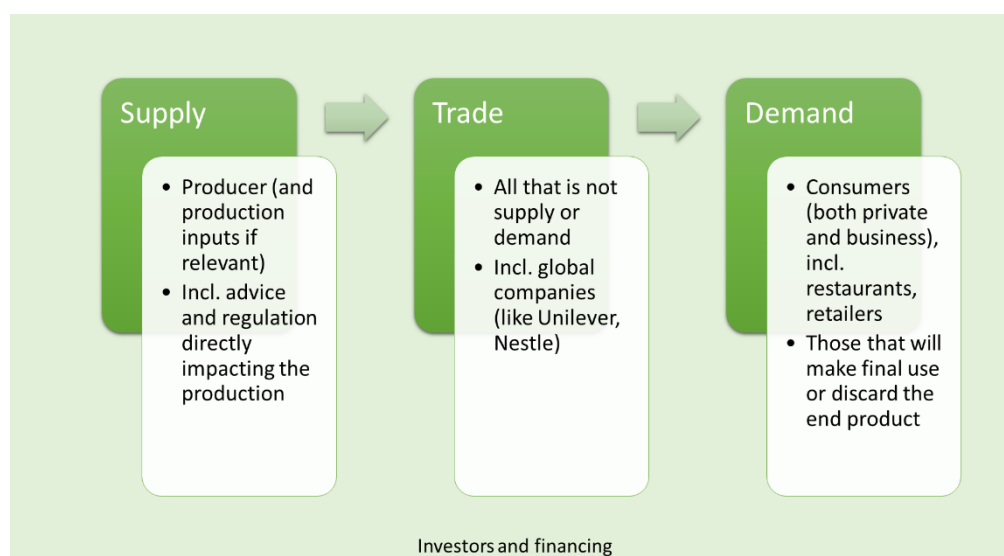 Supply
• Producer (and
production
inputs if
relevant)
• Incl. advice
and regulation
directly
impacting the
production
Trade
• All that is not
supply or
demand
• Incl. global
companies
(like Unilever,
Nestle)
Demand
• Consumers
(both private
and business),
incl.
restaurants,
retailers
• Those that will
make final use
or discard the
end product
Investors and financing